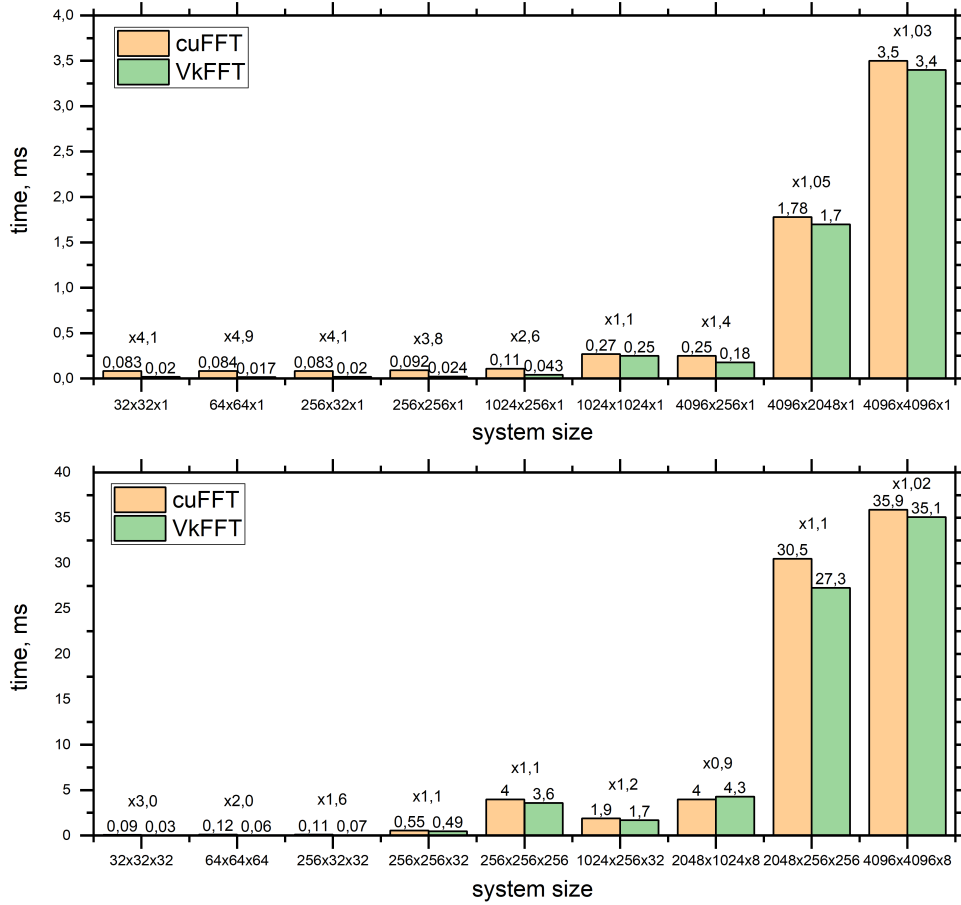 4,0
3,5
3,0
2,5
2,0
1,5
1,0
0,5
0,0
time, ms
cuFFT
VkFFT
x4,1
0,083 0,02
x4,9
0,084 0,017
x4,1
0,083 0,02
x3,8
0,092 0,024
x2,6
0,11 0,043
x1,1
0,27 0,25
x1,4
0,25 0,18
x1,05
1,78 1,7
x1,03
3,5 3,4
32x32x1 64x64x1 256x32x1 256x256x1 1024x256x1 1024x1024x1 4096x256x1 4096x2048x1 4096x4096x1
system size
40
35
30
25
20
15
10
5
0
time, ms
cuFFT
VkFFT
x3,0
0,09 0,03
x2,0
0,12 0,06
x1,6
0,11 0,07
x1,1
0,55 0,49
x1,1
4 3,6
x1,2
1,9 1,7
x0,9
4 4,3
x1,1
30,5 27,3
x1,02
35,9 35,1
32x32x32 64x64x64 256x32x32 256x256x32 256x256x256 1024x256x32 2048x1024x8 2048x256x256 4096x4096x8
system size